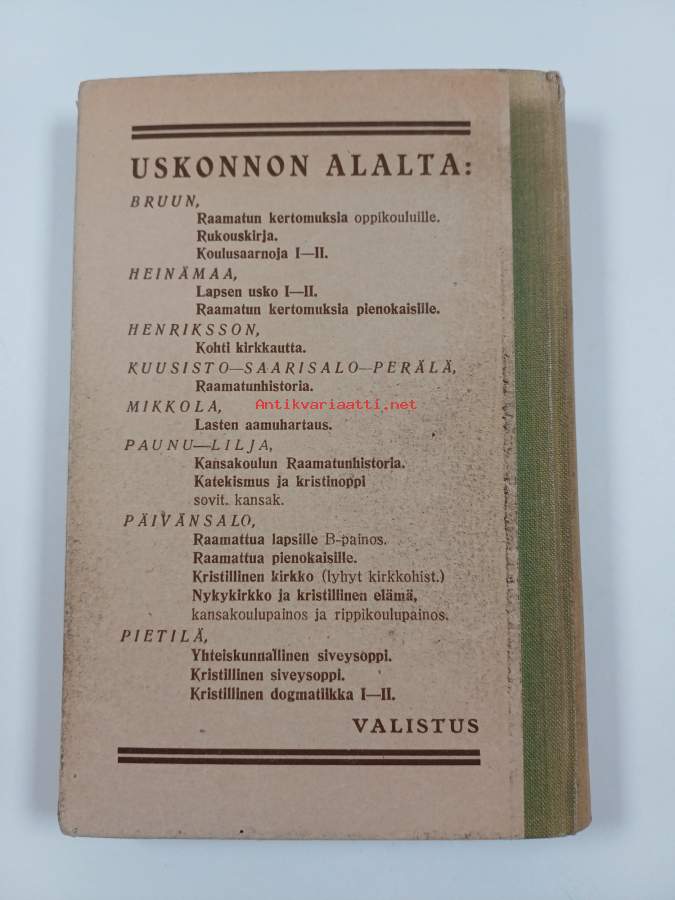 USKONNON ALALTA:
BRUUN,
Raamatun kertomuksia oppikouluille.
Rukouskirja.
Koulusaarnoja I—II.
HEINÄMAA,
Lapsen usko I—II.
Raamatun kertomuksia pienokaisille.
HENRIKSSON,
Kohti kirkkautta.
KUUSISTO—SAARISALO—PERÄLÄ,
Raamatunhistoria.
MIKKOLA,
Antikvariaatti.net
Lasten aamuhartaus.
PAUNU—LILJA,
Kansakoulun Raamatunhistoria.
Katekismus ja kristinoppi
sovit. kansak.
PÄIVÄNSALO,
Raamattua lapsille B-painos.
Raamattua pienokaisille.
Kristillinen kirkko (lyhyt kirkkohist.)
Nykykirkko ja kristillinen elämä,
kansakoulupainos ja rippikoulupainos.
PIETILÄ,
Yhteiskunnallinen siveysoppi.
Kristillinen siveysoppi.
Kristillinen dogmatiikka I—II.
VALISTUS